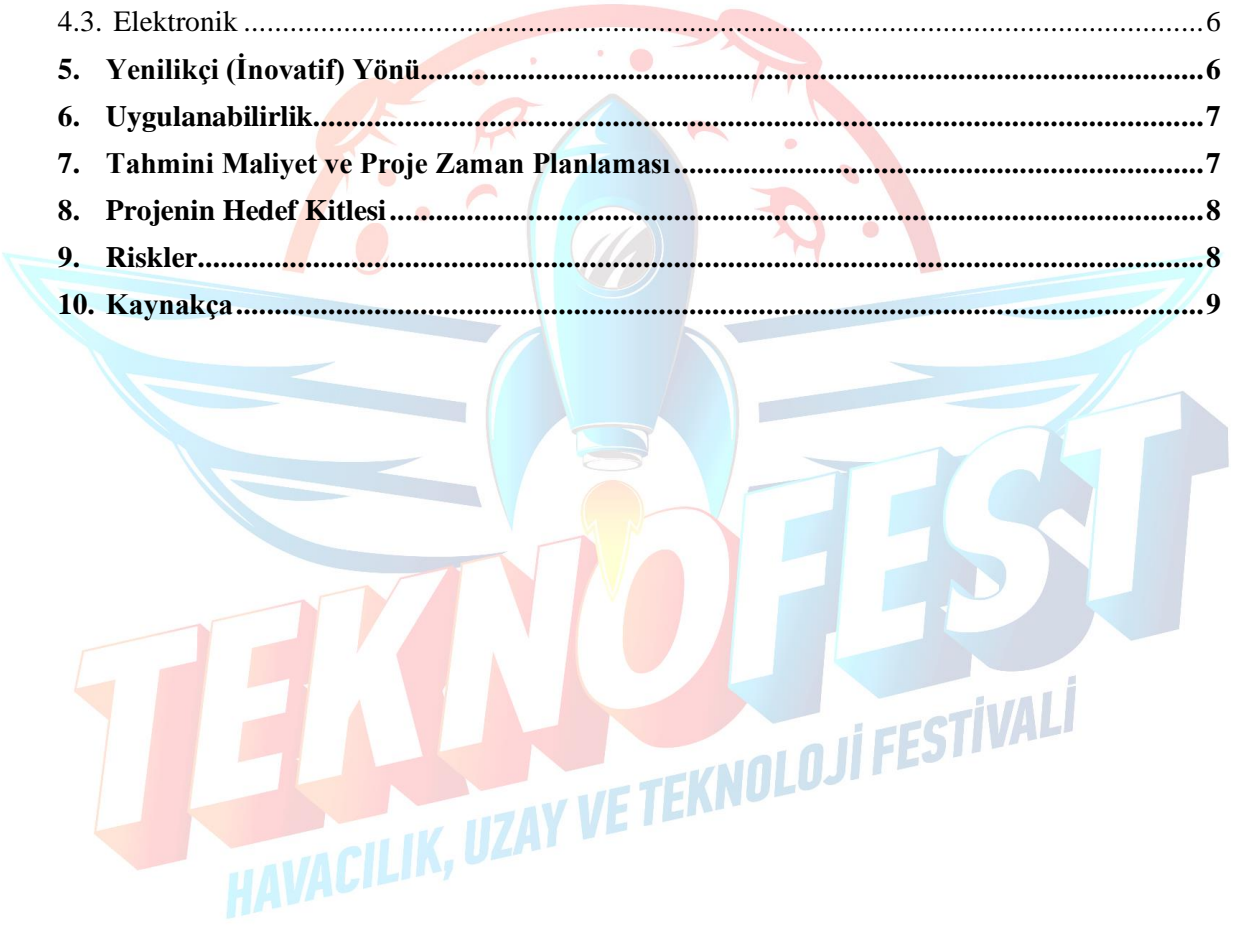 4.3. Elektronik ........................................................................................................ 6
5. Yenilikçi (İnovatif) Yönü........................................................................................ 6
6. Uygulanabilirlik........................................................................................ 7
7. Tahmini Maliyet ve Proje Zaman Planlaması ........................................................ 7
8. Projenin Hedef Kitlesi ........................................................................................ 8
9. Riskler........................................................................................ 8
10. Kaynakça ........................................................................................ 9
TEKNOFEST
HAVACILIK, UZAY VE TEKNOLOJİ FESTİVALİ